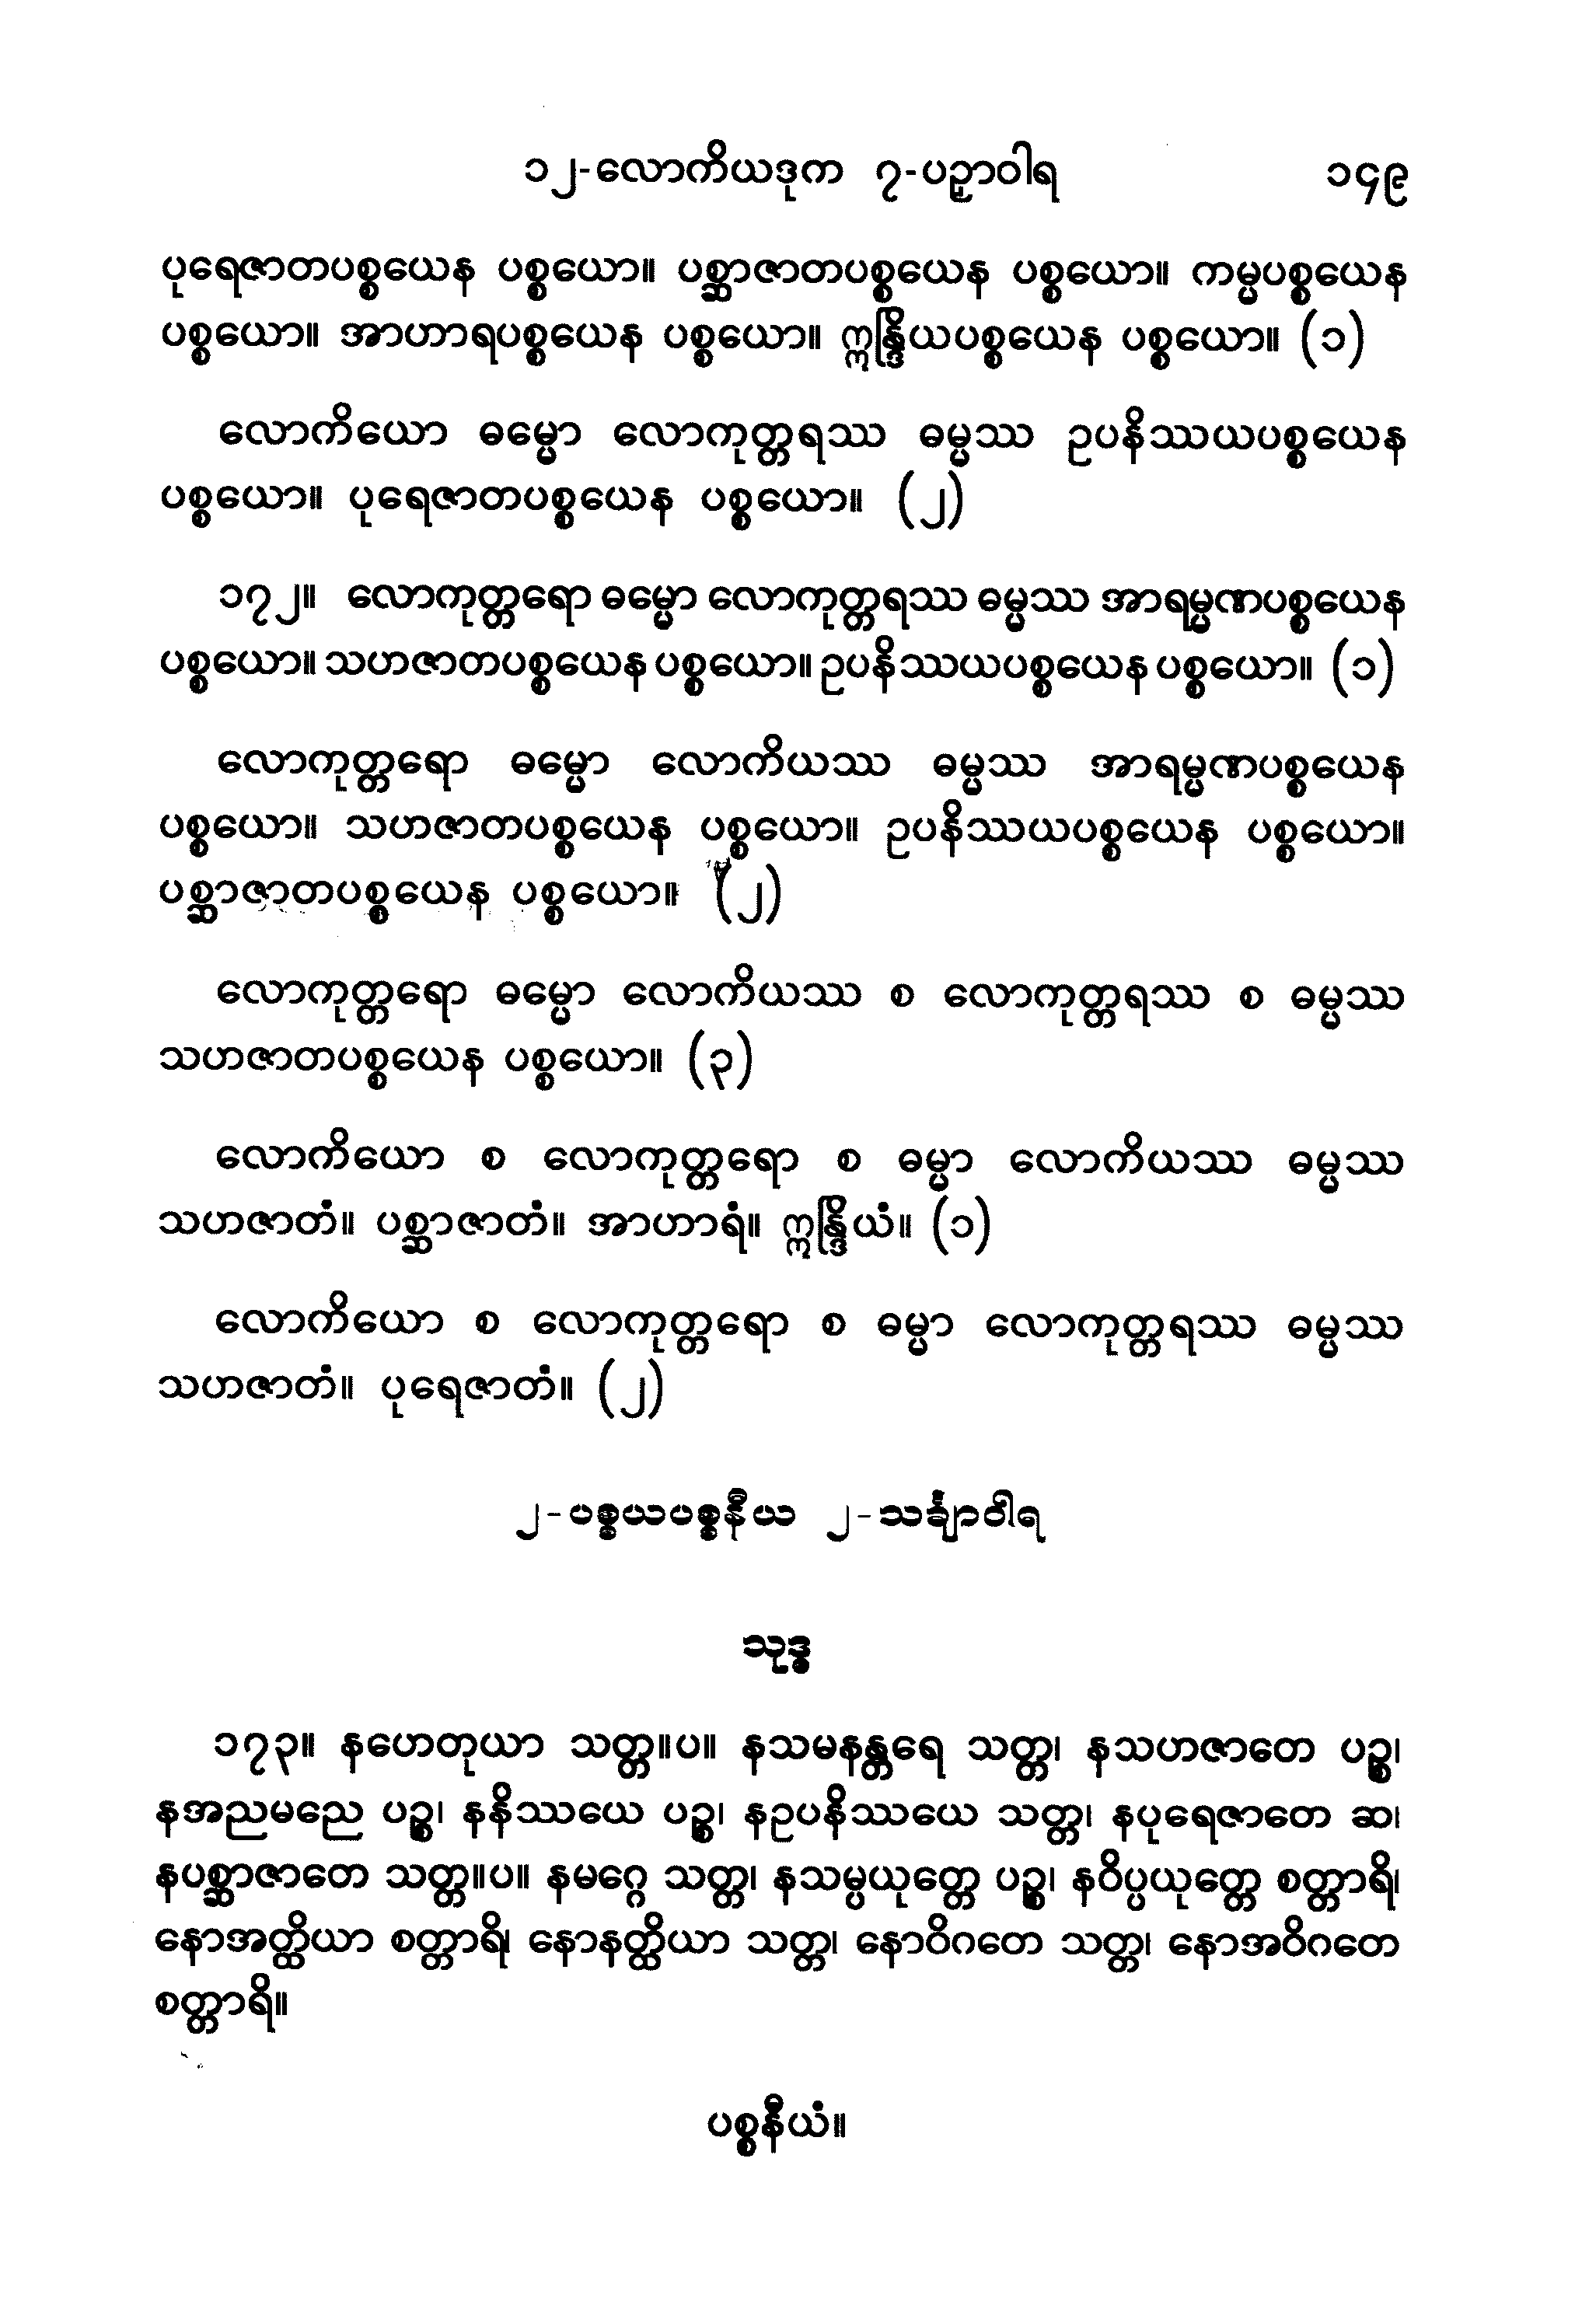 ၁၂-လောကိယဒုက ၇-ပဉှာဝါရ ၁၄၉
ပုရေဇာတပစ္စယေန ပစ္စယော။ ပစ္ဆာဇာတပစ္စယေန ပစ္စယော။ ကမ္မပစ္စယေန
ပစ္စယော။ အာဟာရပစ္စယေန ပစ္စယော။ ဣန္ဒြိယပစ္စယေန ပစ္စယော။ (၁)
လောကိယော ဓမ္မော လောကုတ္တရဿ ဓမ္မဿ ဥပနိဿယပစ္စယေန
ပစ္စယော။ ပုရေဇာတပစ္စယေန ပစ္စယော။ (၂)
၁၇၂။ လောကုတ္တရော ဓမ္မော လောကုတ္တရဿ ဓမ္မဿ အာရမ္မဏပစ္စယေန
ပစ္စယော။ သဟဇာတပစ္စယေန ပစ္စယော။ ဥပနိဿယပစ္စယေန ပစ္စယော။ (၁)
လောကုတ္တရော ဓမ္မော လောကိယဿ ဓမ္မဿ အာရမ္မဏပစ္စယေန
ပစ္စယော။ သဟဇာတပစ္စယေန ပစ္စယော။ ဥပနိဿယပစ္စယေန ပစ္စယော။
ပစ္ဆာဇာတပစ္စယေန ပစ္စယော။ (၂)
လောကုတ္တရော ဓမ္မော လောကိယဿ စ လောကုတ္တရဿ စ ဓမ္မဿ
သဟဇာတပစ္စယေန ပစ္စယော။ (၃)
လောကိယော စ လောကုတ္တရော စ ဓမ္မာ လောကိယဿ ဓမ္မဿ
သဟဇာတံ။ ပစ္ဆာဇာတံ။ အာဟာရံ။ ဣန္ဒြိယံ။ (၁)
လောကိယော စ လောကုတ္တရော စ ဓမ္မာ လောကုတ္တရဿ ဓမ္မဿ
သဟဇာတံ။ ပုရေဇာတံ။ (၂)
၂-ပစ္စယပစ္စနီယ ၂-သင်္ချာဝါရ
သုဒ္ဓ
၁၇၃။ နဟေတုယာ သတ္တ။ပ။ နသမနန္တရေ သတ္တ၊ နသဟဇာတေ ပဉ္စ၊
နအညမညေ ပဉ္စ၊ နနိဿယေ ပဉ္စ၊ နဥပနိဿယေ သတ္တ၊ နပုရေဇာတေ ဆ၊
နပစ္ဆာဇာတေ သတ္တ။ပ။ နမဂ္ဂေ သတ္တ၊ နသမ္ပယုတ္တေ ပဉ္စ၊ နဝိပ္ပယုတ္တေ စတ္တာရိ၊
နောအတ္ထိယာ စတ္တာရိ၊ နောနတ္ထိယာ သတ္တ၊ နောဝိဂတေ သတ္တ၊ နောအဝိဂတေ
စတ္တာရိ။
ပစ္စနီယံ။